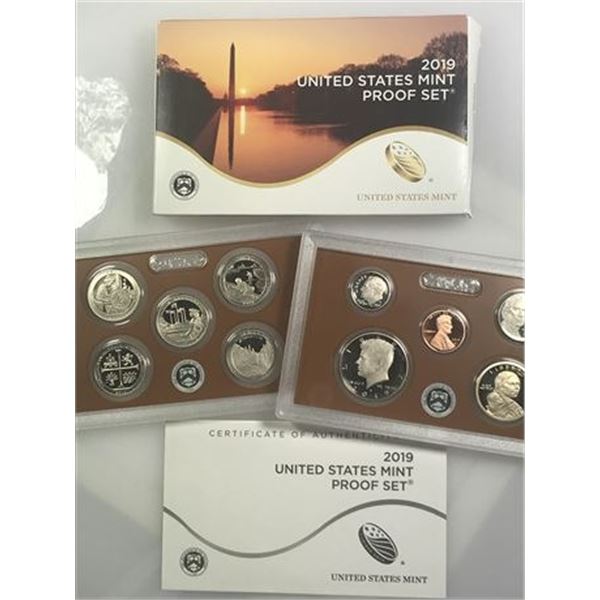 2019
UNITED STATES MINT
PROOF SET®
UNITED STATES MINT
LIBERTY
CERTIFICATE OF AUTHENTICITY
2019
UNITED STATES MINT
PROOF SET®
UNITED STATES MINT